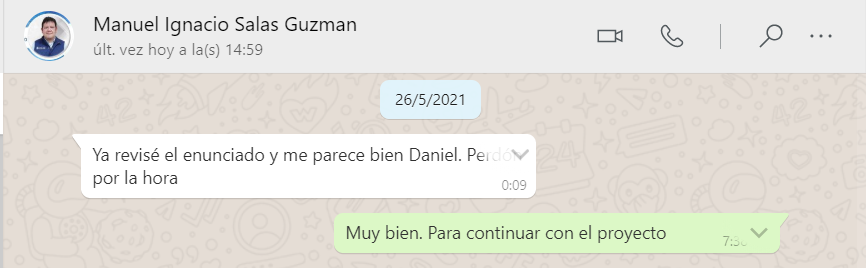 Manuel Ignacio Salas Guzman
últ. vez hoy a la(s) 14:59
26/5/2021
Ya revisé el enunciado y me parece bien Daniel. Perdón
por la hora
0:09
Muy bien. Para continuar con el proyecto